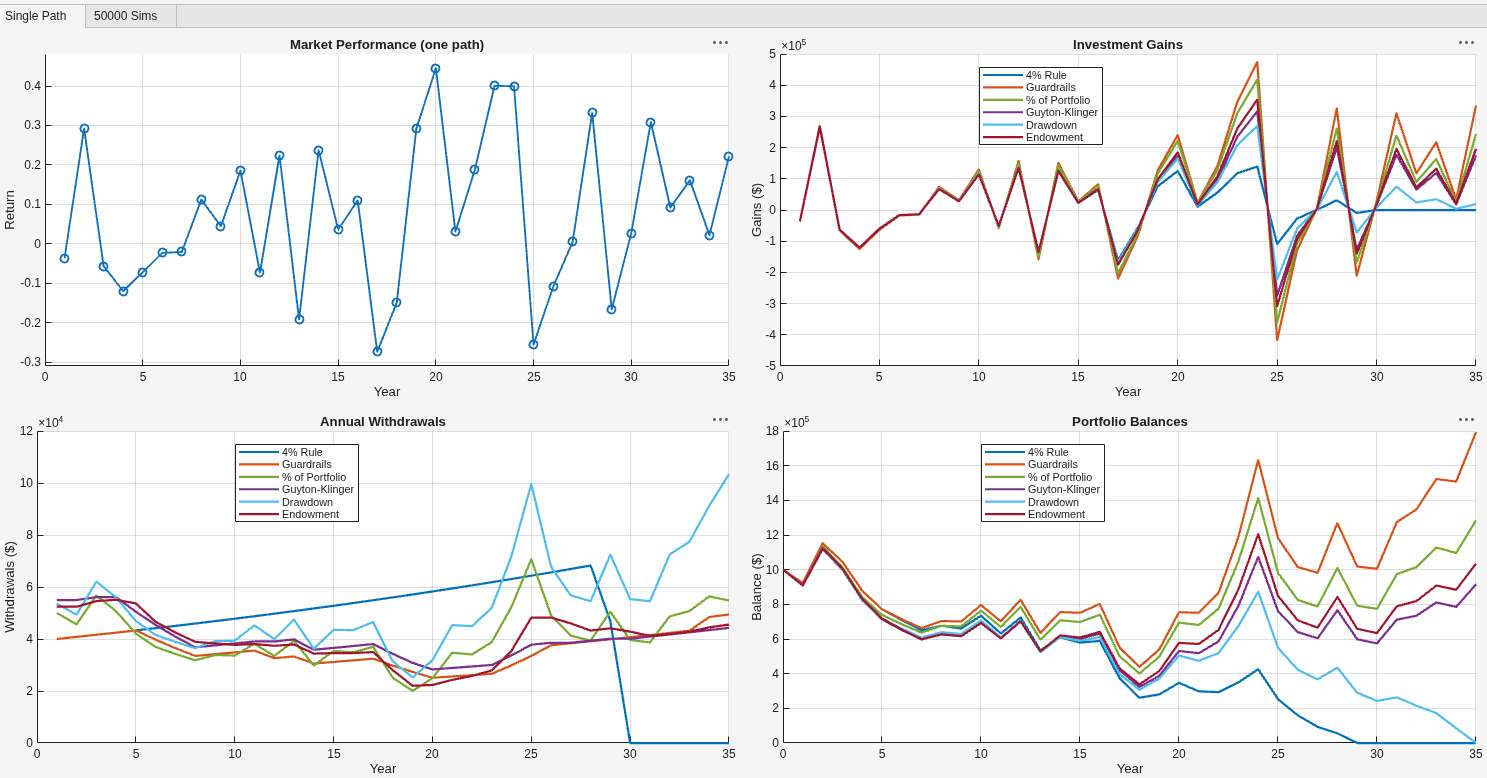 Single Path
50000 Sims
Market Performance (one path)
Return
0.4
0.3
0.2
0.1
0
-0.1
-0.2
-0.3
0 5 10 15 20 25 30 35
Year
Investment Gains
×10⁵
Gains ($)
5
4
3
2
1
0
-1
-2
-3
-4
-5
4% Rule
Guardrails
% of Portfolio
Guyton-Klinger
Drawdown
Endowment
0 5 10 15 20 25 30 35
Year
Annual Withdrawals
×10⁴
Withdrawals ($)
12
10
8
6
4
2
0
4% Rule
Guardrails
% of Portfolio
Guyton-Klinger
Drawdown
Endowment
0 5 10 15 20 25 30 35
Year
Portfolio Balances
×10⁵
Balance ($)
18
16
14
12
10
8
6
4
2
0
4% Rule
Guardrails
% of Portfolio
Guyton-Klinger
Drawdown
Endowment
0 5 10 15 20 25 30 35
Year